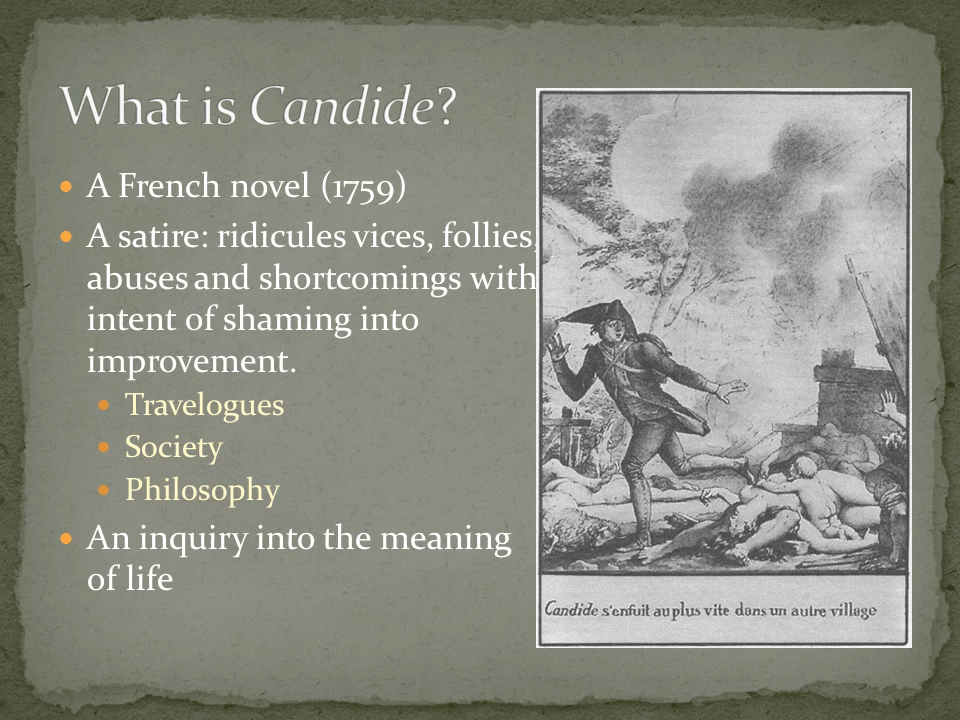 What is Candide?
• A French novel (1759)
• A satire: ridicules vices, follies,
abuses and shortcomings with
intent of shaming into
improvement.
• Travelogues
• Society
• Philosophy
• An inquiry into the meaning
of life
Candide s'enfuit au plus vite dans un autre village